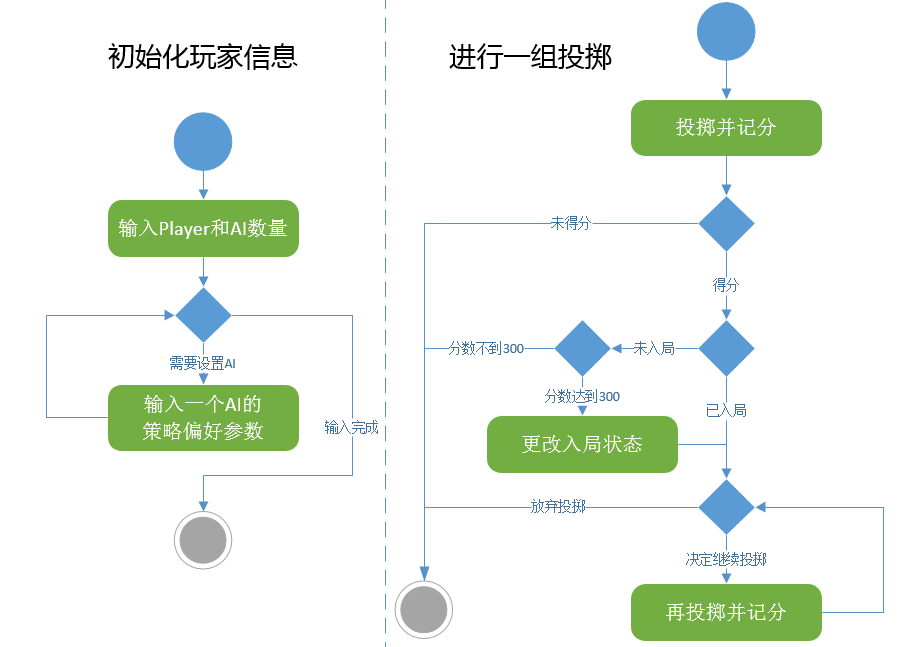 初始化玩家信息
输入Player和AI数量
需要设置AI
输入一个AI的
策略偏好参数
输入完成
进行一组投掷
投掷并记分
未得分
得分
分数不到300
未入局
分数达到300
已入局
更改入局状态
放弃投掷
决定继续投掷
再投掷并记分